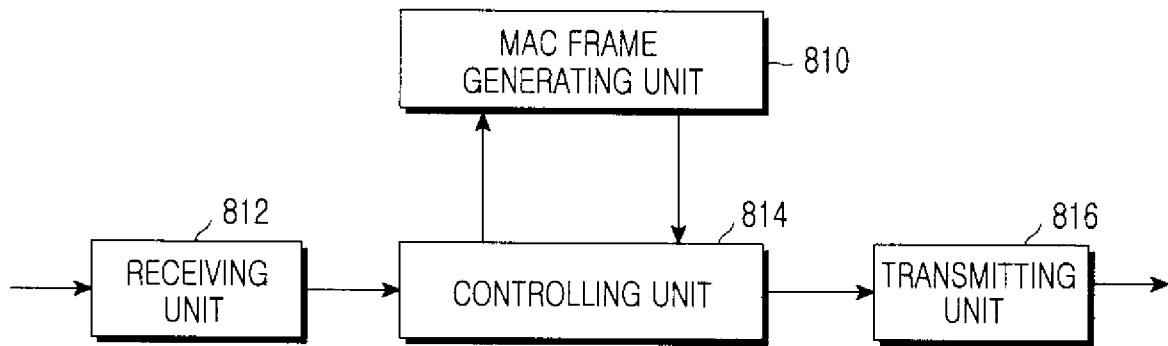 MAC FRAME
GENERATING UNIT
810
812
RECEIVING
UNIT
814
CONTROLLING UNIT
816
TRANSMITTING
UNIT